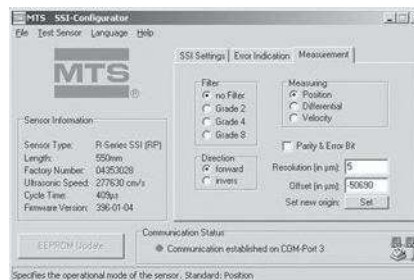 MTS SSI-Configurator
File Test Sensor Language Help
MTS
®
SSI Settings Error Indication Measurement
Filter
no Filter
Grade 2
Grade 4
Grade 8
Measuring
Position
Differential
Velocity
Parity & Error Bit
Direction
forward
invers
Resolution (in µm): 5
Offset (in µm): -50690
Set new origin: Set
Sensor Information
Sensor Type: R-Series SSI (RP)
Length: 550mm
Factory Number: 04353028
Ultrasonic Speed: 277630 cm/s
Cycle Time: 409µs
Firmware Version: 396-01-04
EEPROM Update
Communication Status
Communication established on COM-Port 3
Specifies the operational mode of the sensor. Standard: Position